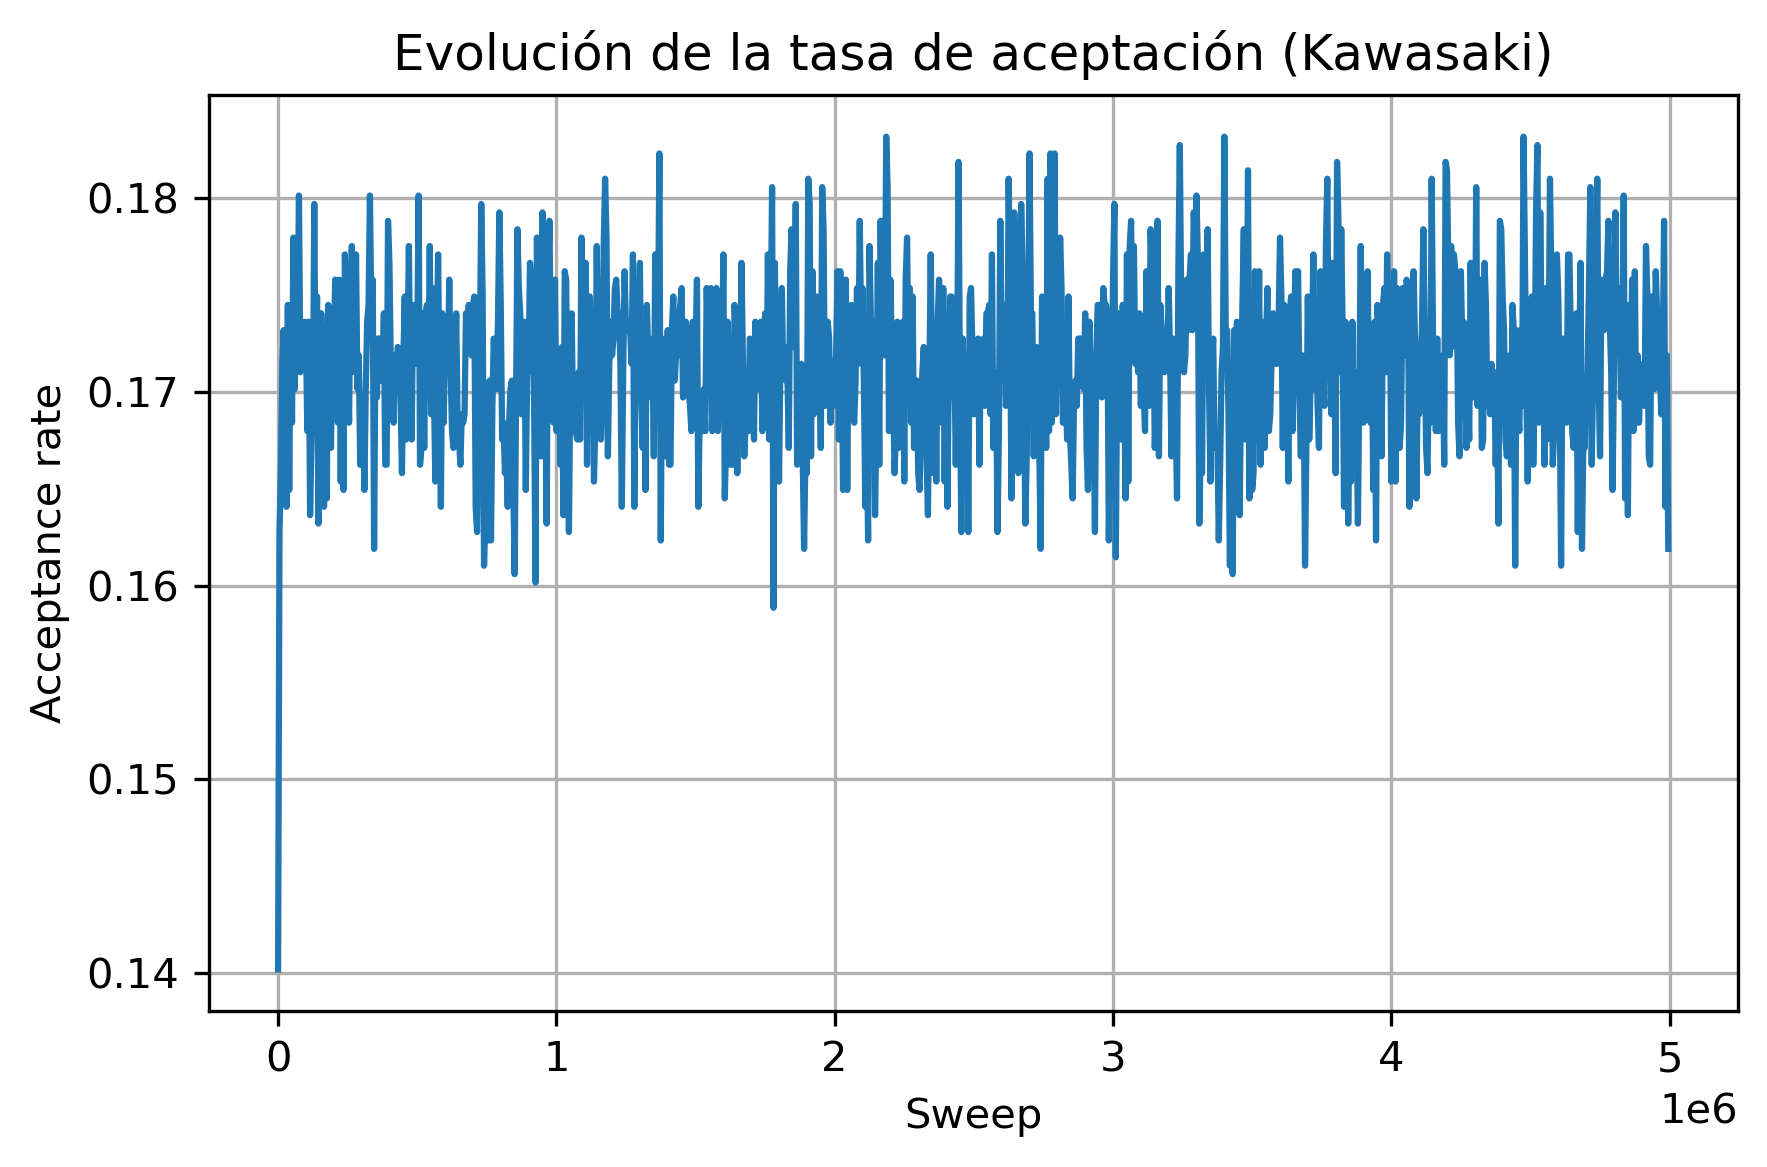 Evolución de la tasa de aceptación (Kawasaki)
Acceptance rate
0.18
0.17
0.16
0.15
0.14
0 1 2 3 4 5
1e6
Sweep